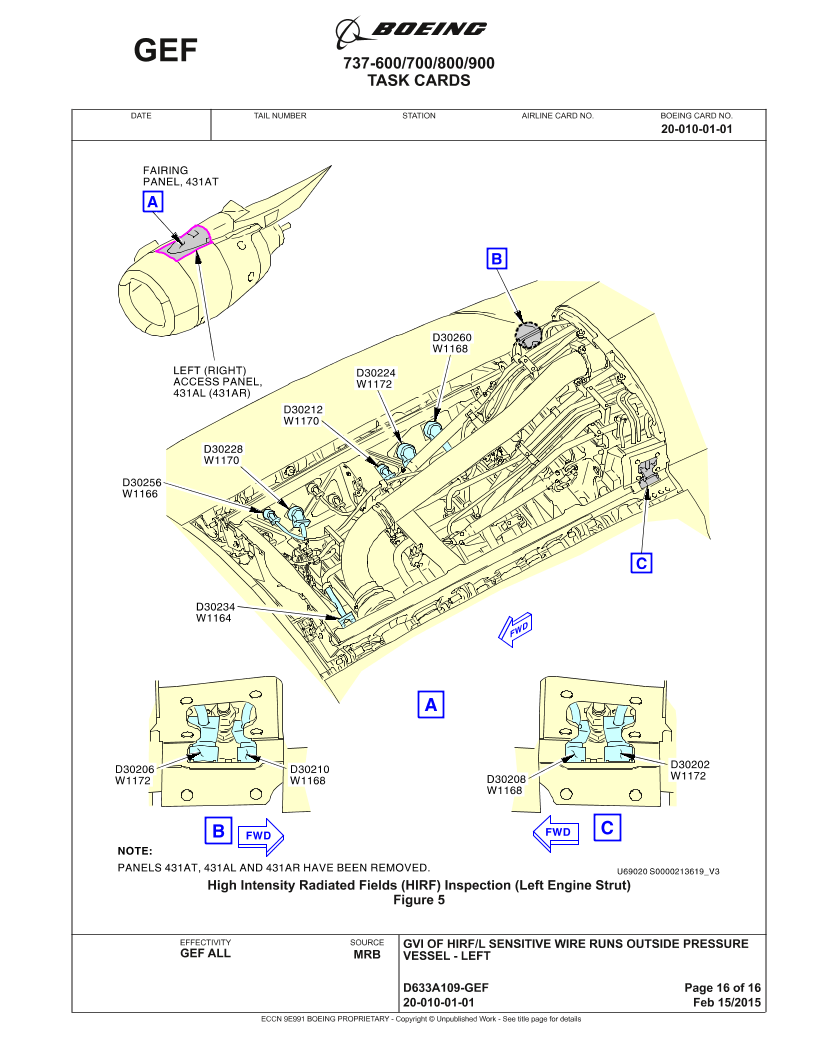 GEF
BOEING
737-600/700/800/900
TASK CARDS
DATE
TAIL NUMBER
STATION
AIRLINE CARD NO.
BOEING CARD NO.
20-010-01-01
FAIRING
PANEL, 431AT
A
B
D30260
W1168
LEFT (RIGHT)
ACCESS PANEL,
431AL (431AR)
D30224
W1172
D30212
W1170
D30228
W1170
D30256
W1166
C
D30234
W1164
FWD
A
D30206
W1172
D30210
W1168
D30208
W1168
D30202
W1172
B
FWD
FWD
C
NOTE:
PANELS 431AT, 431AL AND 431AR HAVE BEEN REMOVED.
U69020 S0000213619_V3
High Intensity Radiated Fields (HIRF) Inspection (Left Engine Strut)
Figure 5
EFFECTIVITY
GEF ALL
SOURCE
MRB
GVI OF HIRF/L SENSITIVE WIRE RUNS OUTSIDE PRESSURE
VESSEL - LEFT
D633A109-GEF
Page 16 of 16
20-010-01-01
Feb 15/2015
ECCN 9E991 BOEING PROPRIETARY - Copyright © Unpublished Work - See title page for details